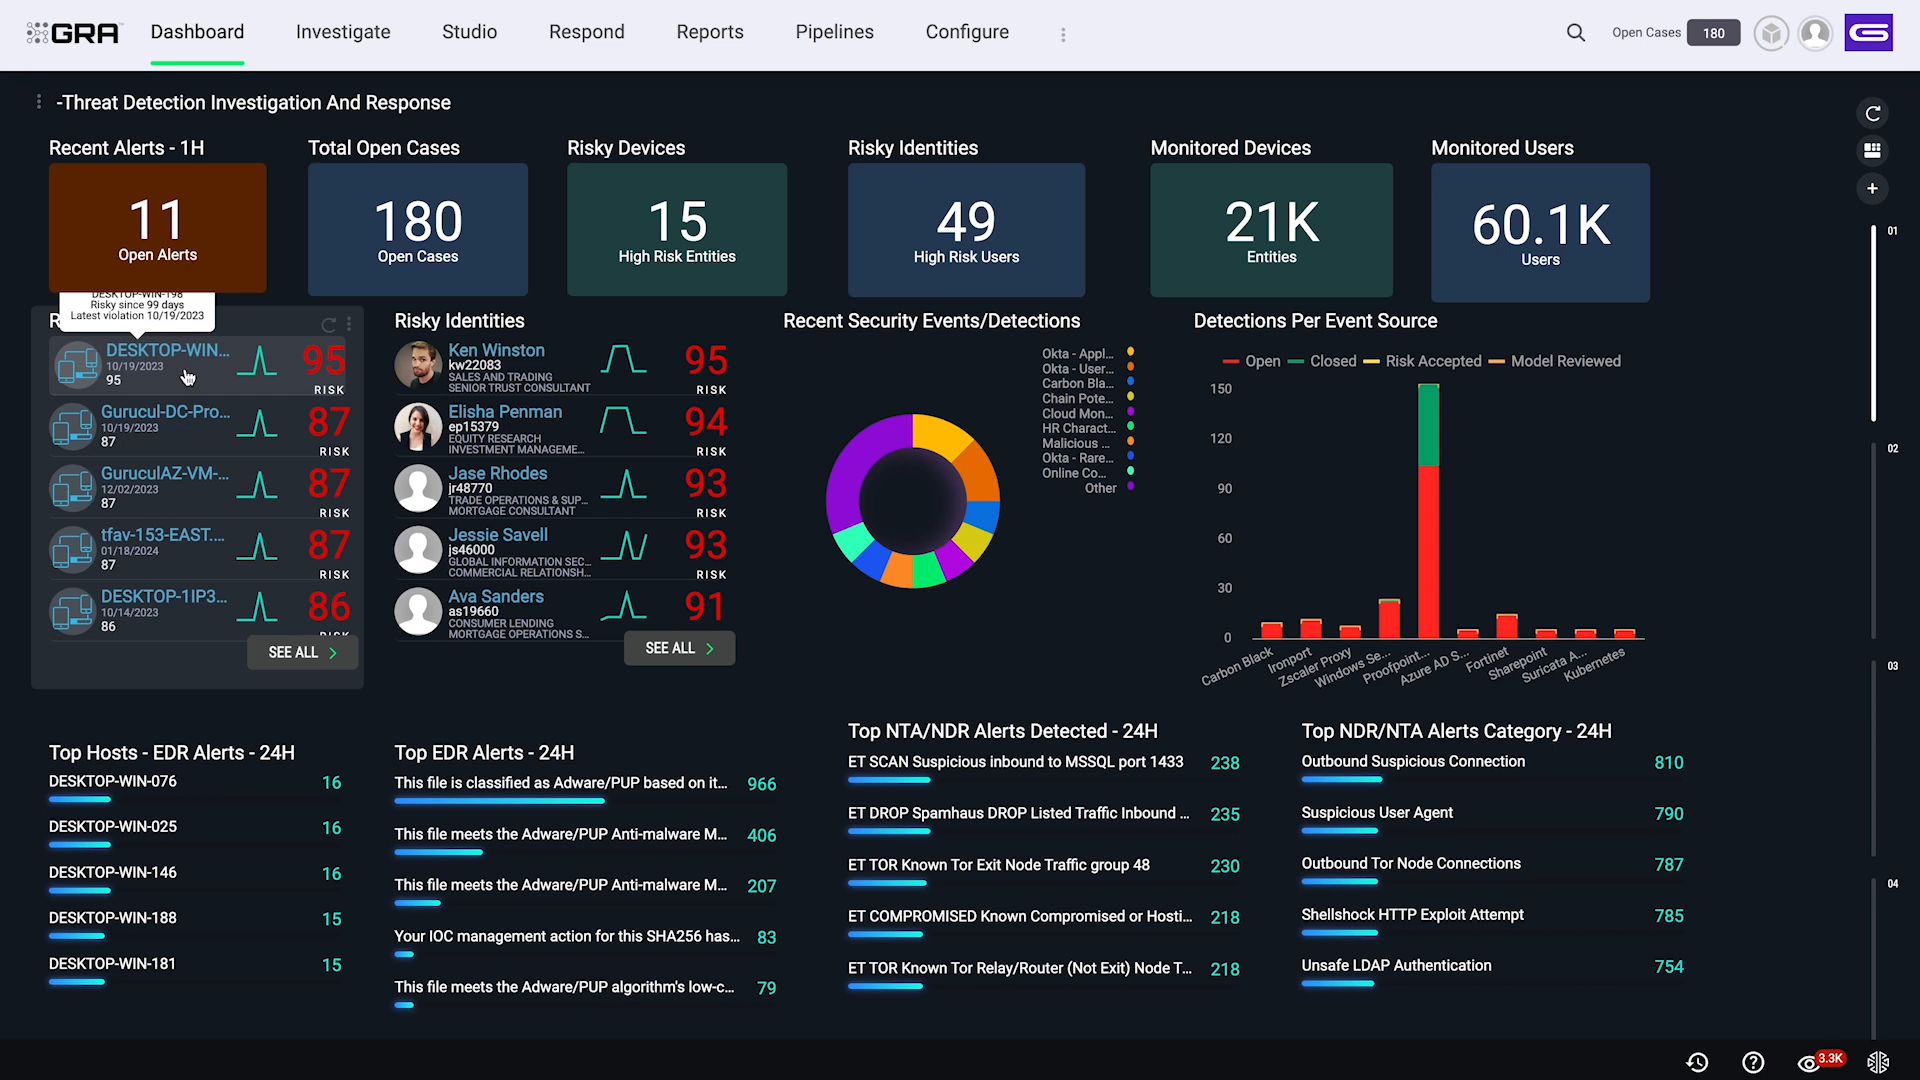 GRA
Dashboard
Investigate
Studio
Respond
Reports
Pipelines
Configure
Open Cases
180
-Threat Detection Investigation And Response
Recent Alerts - 1H
11
Open Alerts
Total Open Cases
180
Open Cases
Risky Devices
15
High Risk Entities
Risky Identities
49
High Risk Users
Monitored Devices
21K
Entities
Monitored Users
60.1K
Users
DESKTOP-WIN-198
Risky since 99 days
Latest violation 10/19/2023
DESKTOP-WIN...
10/19/2023
95
95
RISK
Gurucul-DC-Pro...
10/19/2023
87
87
RISK
GuruculAZ-VM-...
12/02/2023
87
87
RISK
tfav-153-EAST....
01/18/2024
87
87
RISK
DESKTOP-1IP3...
10/14/2023
86
86
RISK
SEE ALL
Risky Identities
Ken Winston
kw22083
SALES AND TRADING
SENIOR TRUST CONSULTANT
95
RISK
Elisha Penman
ep15379
EQUITY RESEARCH
INVESTMENT MANAGEME...
94
RISK
Jase Rhodes
jr48770
TRADE OPERATIONS & SUP...
MORTGAGE CONSULTANT
93
RISK
Jessie Savell
js46000
GLOBAL INFORMATION SEC...
COMMERCIAL RELATIONSH...
93
RISK
Ava Sanders
as19660
CONSUMER LENDING
MORTGAGE OPERATIONS S...
91
SEE ALL
Recent Security Events/Detections
Okta - Appl...
Okta - User...
Carbon Bla...
Chain Pote...
Cloud Mon...
HR Charact...
Malicious ...
Okta - Rare...
Online Co...
Other
Detections Per Event Source
Open
Closed
Risk Accepted
Model Reviewed
150
120
90
60
30
0
Carbon Black
Ironport
Zscaler Proxy
Windows Se...
Proofpoint...
Azure AD S...
Fortinet
Sharepoint
Suricata A...
Kubernetes
01
02
03
04
Top Hosts - EDR Alerts - 24H
DESKTOP-WIN-076 16
DESKTOP-WIN-025 16
DESKTOP-WIN-146 16
DESKTOP-WIN-188 15
DESKTOP-WIN-181 15
Top EDR Alerts - 24H
This file is classified as Adware/PUP based on it... 966
This file meets the Adware/PUP Anti-malware M... 406
This file meets the Adware/PUP Anti-malware M... 207
Your IOC management action for this SHA256 has... 83
This file meets the Adware/PUP algorithm's low-c... 79
Top NTA/NDR Alerts Detected - 24H
ET SCAN Suspicious inbound to MSSQL port 1433 238
ET DROP Spamhaus DROP Listed Traffic Inbound ... 235
ET TOR Known Tor Exit Node Traffic group 48 230
ET COMPROMISED Known Compromised or Hosti... 218
ET TOR Known Tor Relay/Router (Not Exit) Node T... 218
Top NDR/NTA Alerts Category - 24H
Outbound Suspicious Connection 810
Suspicious User Agent 790
Outbound Tor Node Connections 787
Shellshock HTTP Exploit Attempt 785
Unsafe LDAP Authentication 754
3.3K